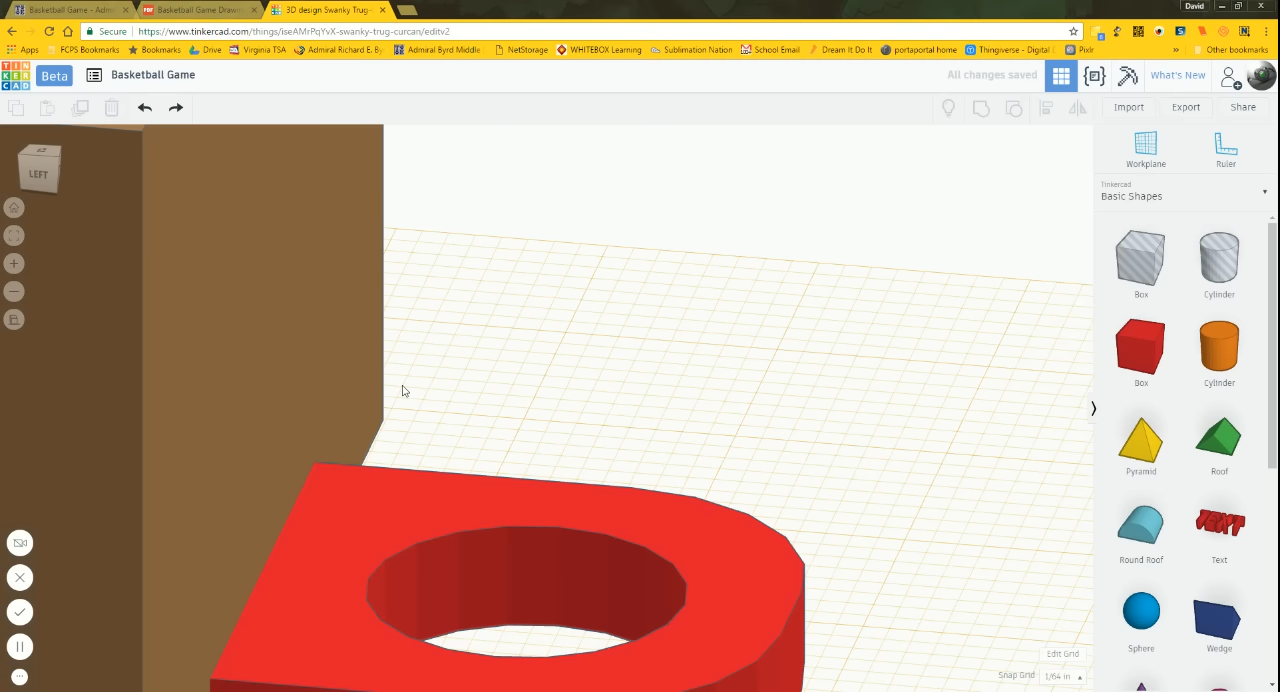 David
Basketball Game - Adm
Basketball Game Drawin
3D design Swanky Trug-
Secure
https://www.tinkercad.com/things/iseAMrPqYvX-swanky-trug-curcan/editv2
Apps
FCPS Bookmarks
Bookmarks
Drive
Virginia TSA
Admiral Richard E. By
Admiral Byrd Middle
NetStorage
WHITEBOX Learning
Sublimation Nation
School Email
Dream It Do It
portaportal home
Thingiverse - Digital
Pixlr
»
Other bookmarks
TIN
KER
CAD
Beta
Basketball Game
All changes saved
What's New
Import
Export
Share
LEFT
Workplane
Ruler
Tinkercad
Basic Shapes
Box
Cylinder
Box
Cylinder
Pyramid
Roof
TEXT
Round Roof
Text
Sphere
Wedge
Edit Grid
Snap Grid
1/64 in